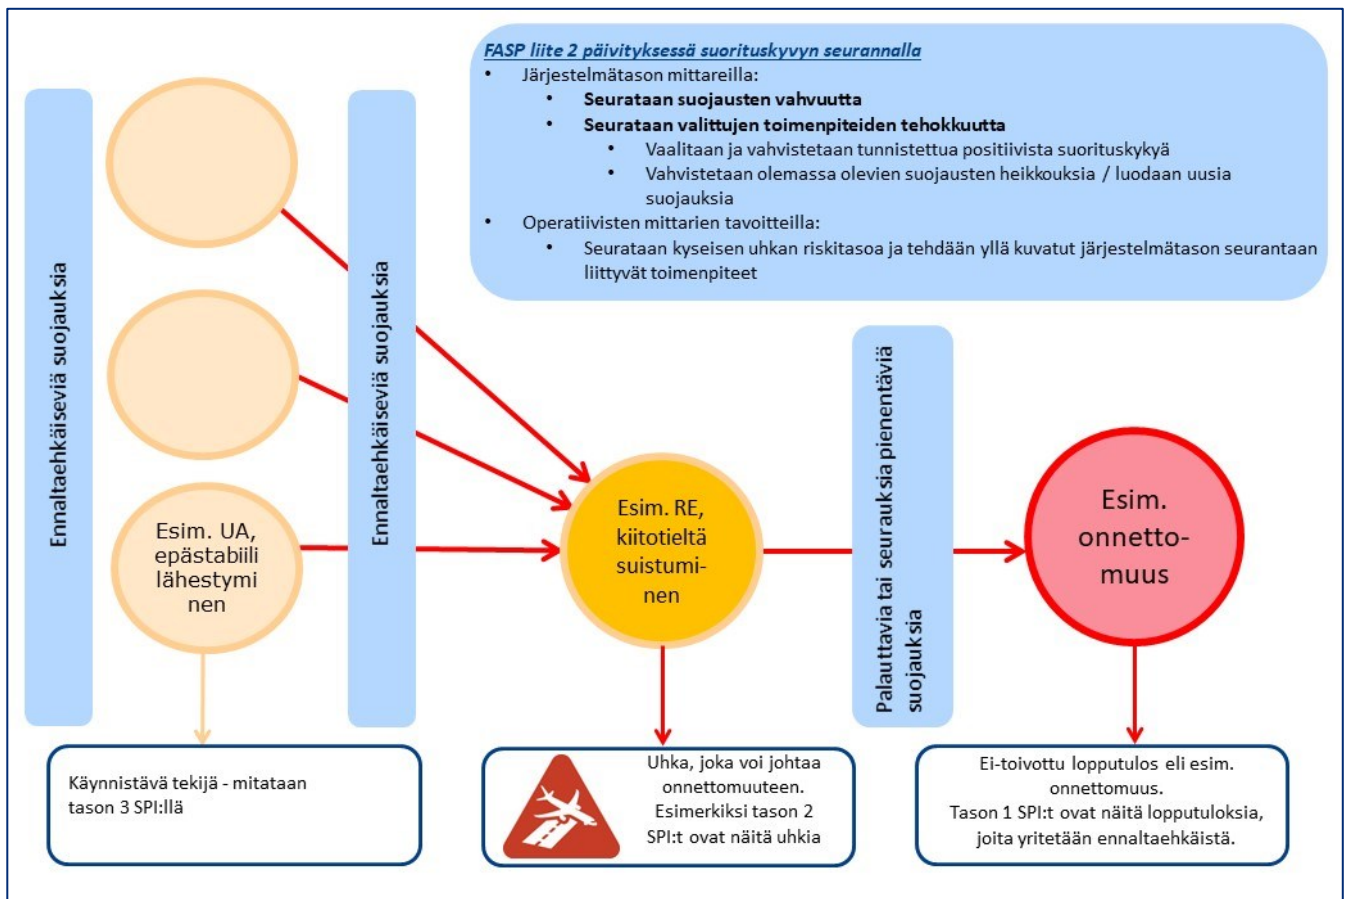 FASP liite 2 päivityksessä suorituskyvyn seurannalla
• Järjestelmätason mittareilla:
• Seurataan suojausten vahvuutta
• Seurataan valittujen toimenpiteiden tehokkuutta
• Vaalitaan ja vahvistetaan tunnistettua positiivista suorituskykyä
• Vahvistetaan olemassa olevien suojausten heikkouksia / luodaan uusia
suojauksia
• Operatiivisten mittarien tavoitteilla:
• Seurataan kyseisen uhkan riskitasoa ja tehdään yllä kuvatut järjestelmätason seurantaan
liittyvät toimenpiteet
Ennaltaehkäiseviä suojauksia
Ennaltaehkäiseviä suojauksia
Esim. UA,
epästabiili
lähestymi
nen
Esim. RE,
kiitotieltä
suistumi-
nen
Palauttavia tai seurauksia pienentäviä
suojauksia
Esim.
onnetto-
muus
Käynnistävä tekijä - mitataan
tason 3 SPI:llä
Uhka, joka voi johtaa
onnettomuuteen.
Esimerkiksi tason 2
SPI:t ovat näitä uhkia
Ei-toivottu lopputulos eli esim.
onnettomuus.
Tason 1 SPI:t ovat näitä lopputuloksia,
joita yritetään ennaltaehkäistä.